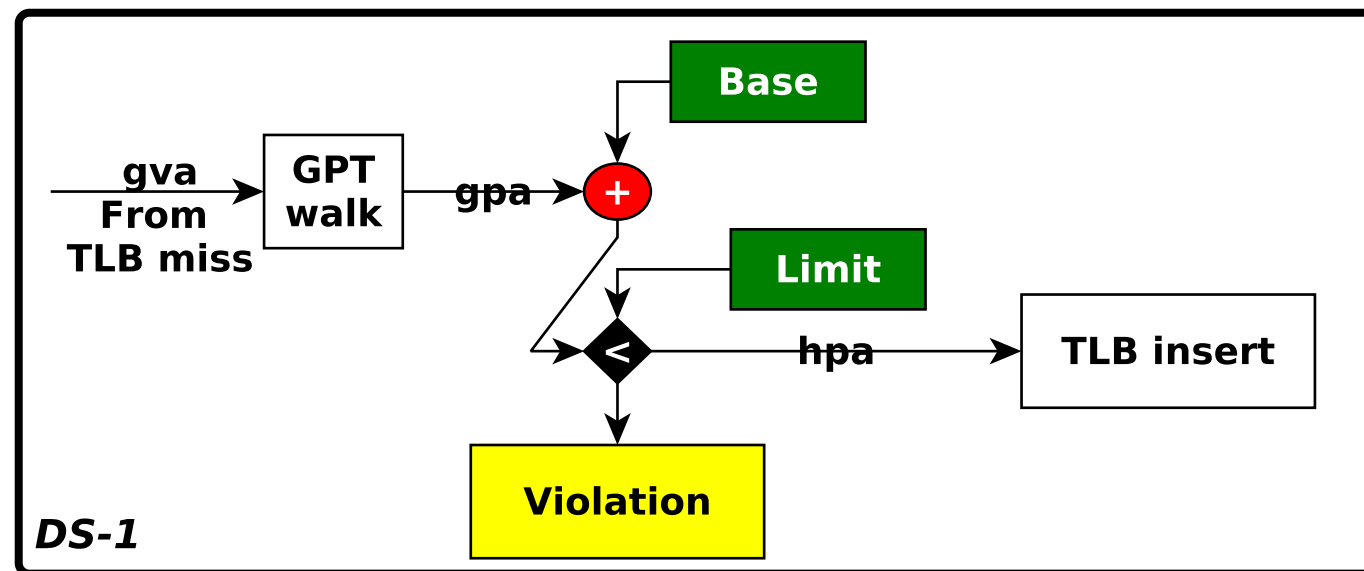 Base
gva
From
TLB miss
GPT
walk
gpa
+
Limit
<
hpa
TLB insert
Violation
DS-1